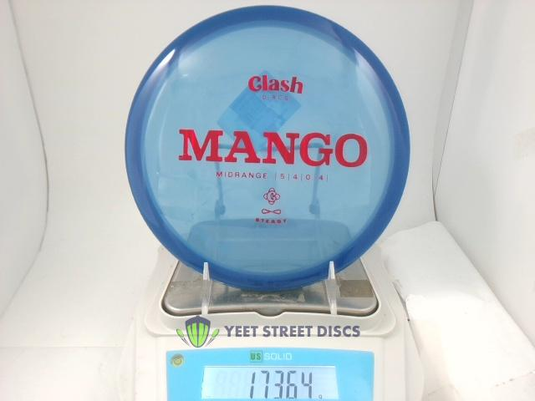 Clash
DISCS
MANGO
MIDRANGE |5|4|0|4|
STEADY
YEET STREET DISCS
US SOLID
173.64 g